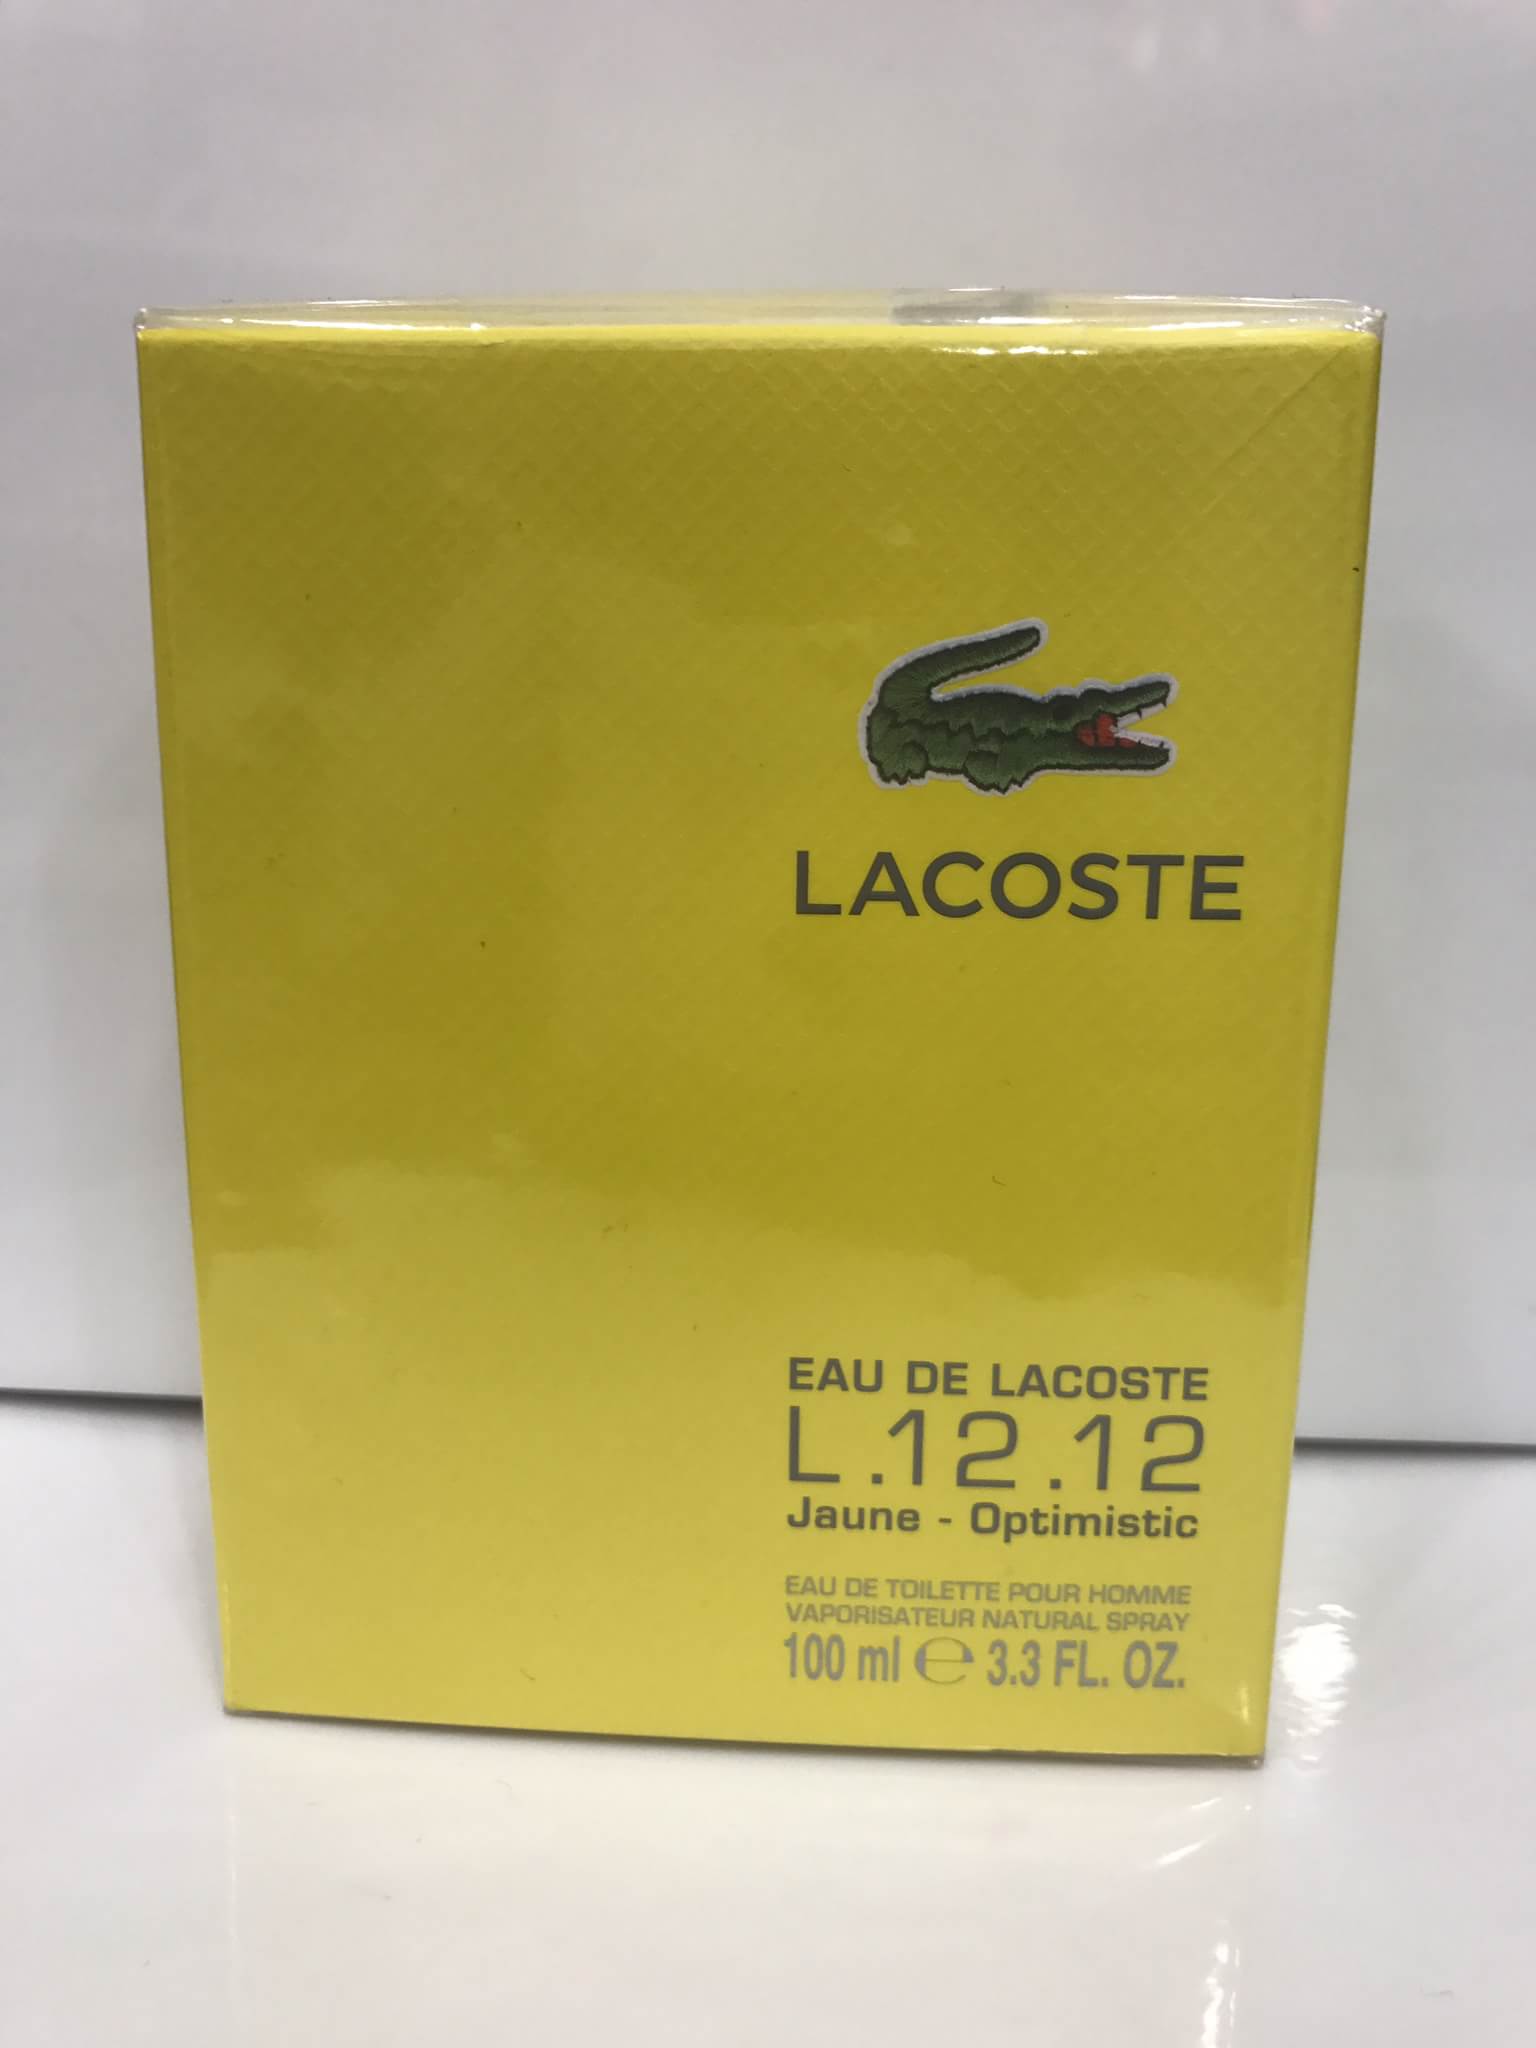 LACOSTE
EAU DE LACOSTE
L.12.12
Jaune - Optimistic
EAU DE TOILETTE POUR HOMME
VAPORISATEUR NATURAL SPRAY
100 ml ℮ 3.3 FL. OZ.